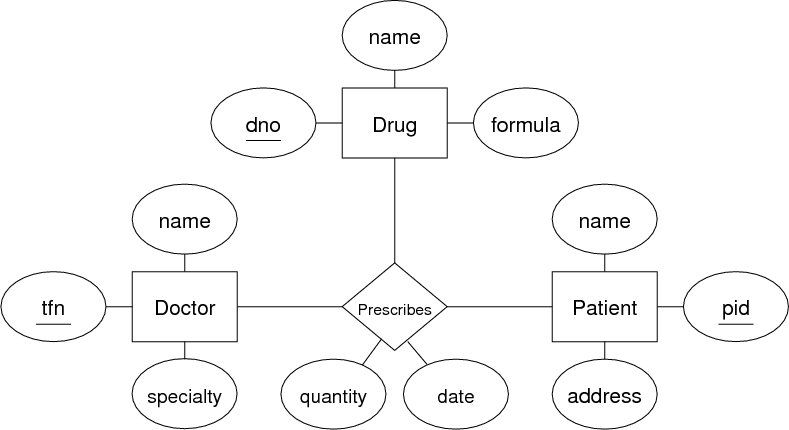 name
dno
Drug
formula
name
name
tfn
Doctor
Prescribes
Patient
pid
specialty
quantity
date
address